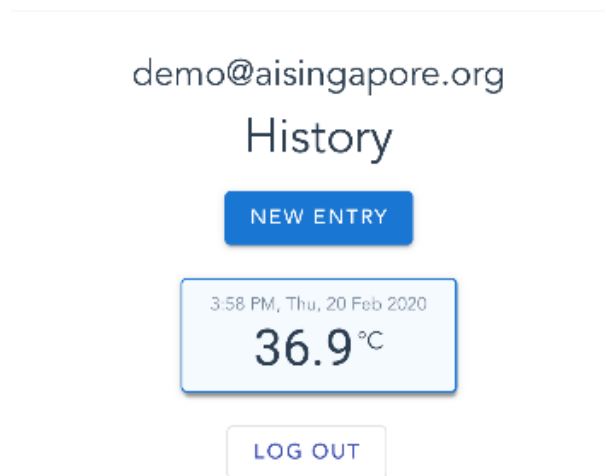 demo@aisingapore.org
History
NEW ENTRY
3:58 PM, Thu, 20 Feb 2020
36.9 °C
LOG OUT